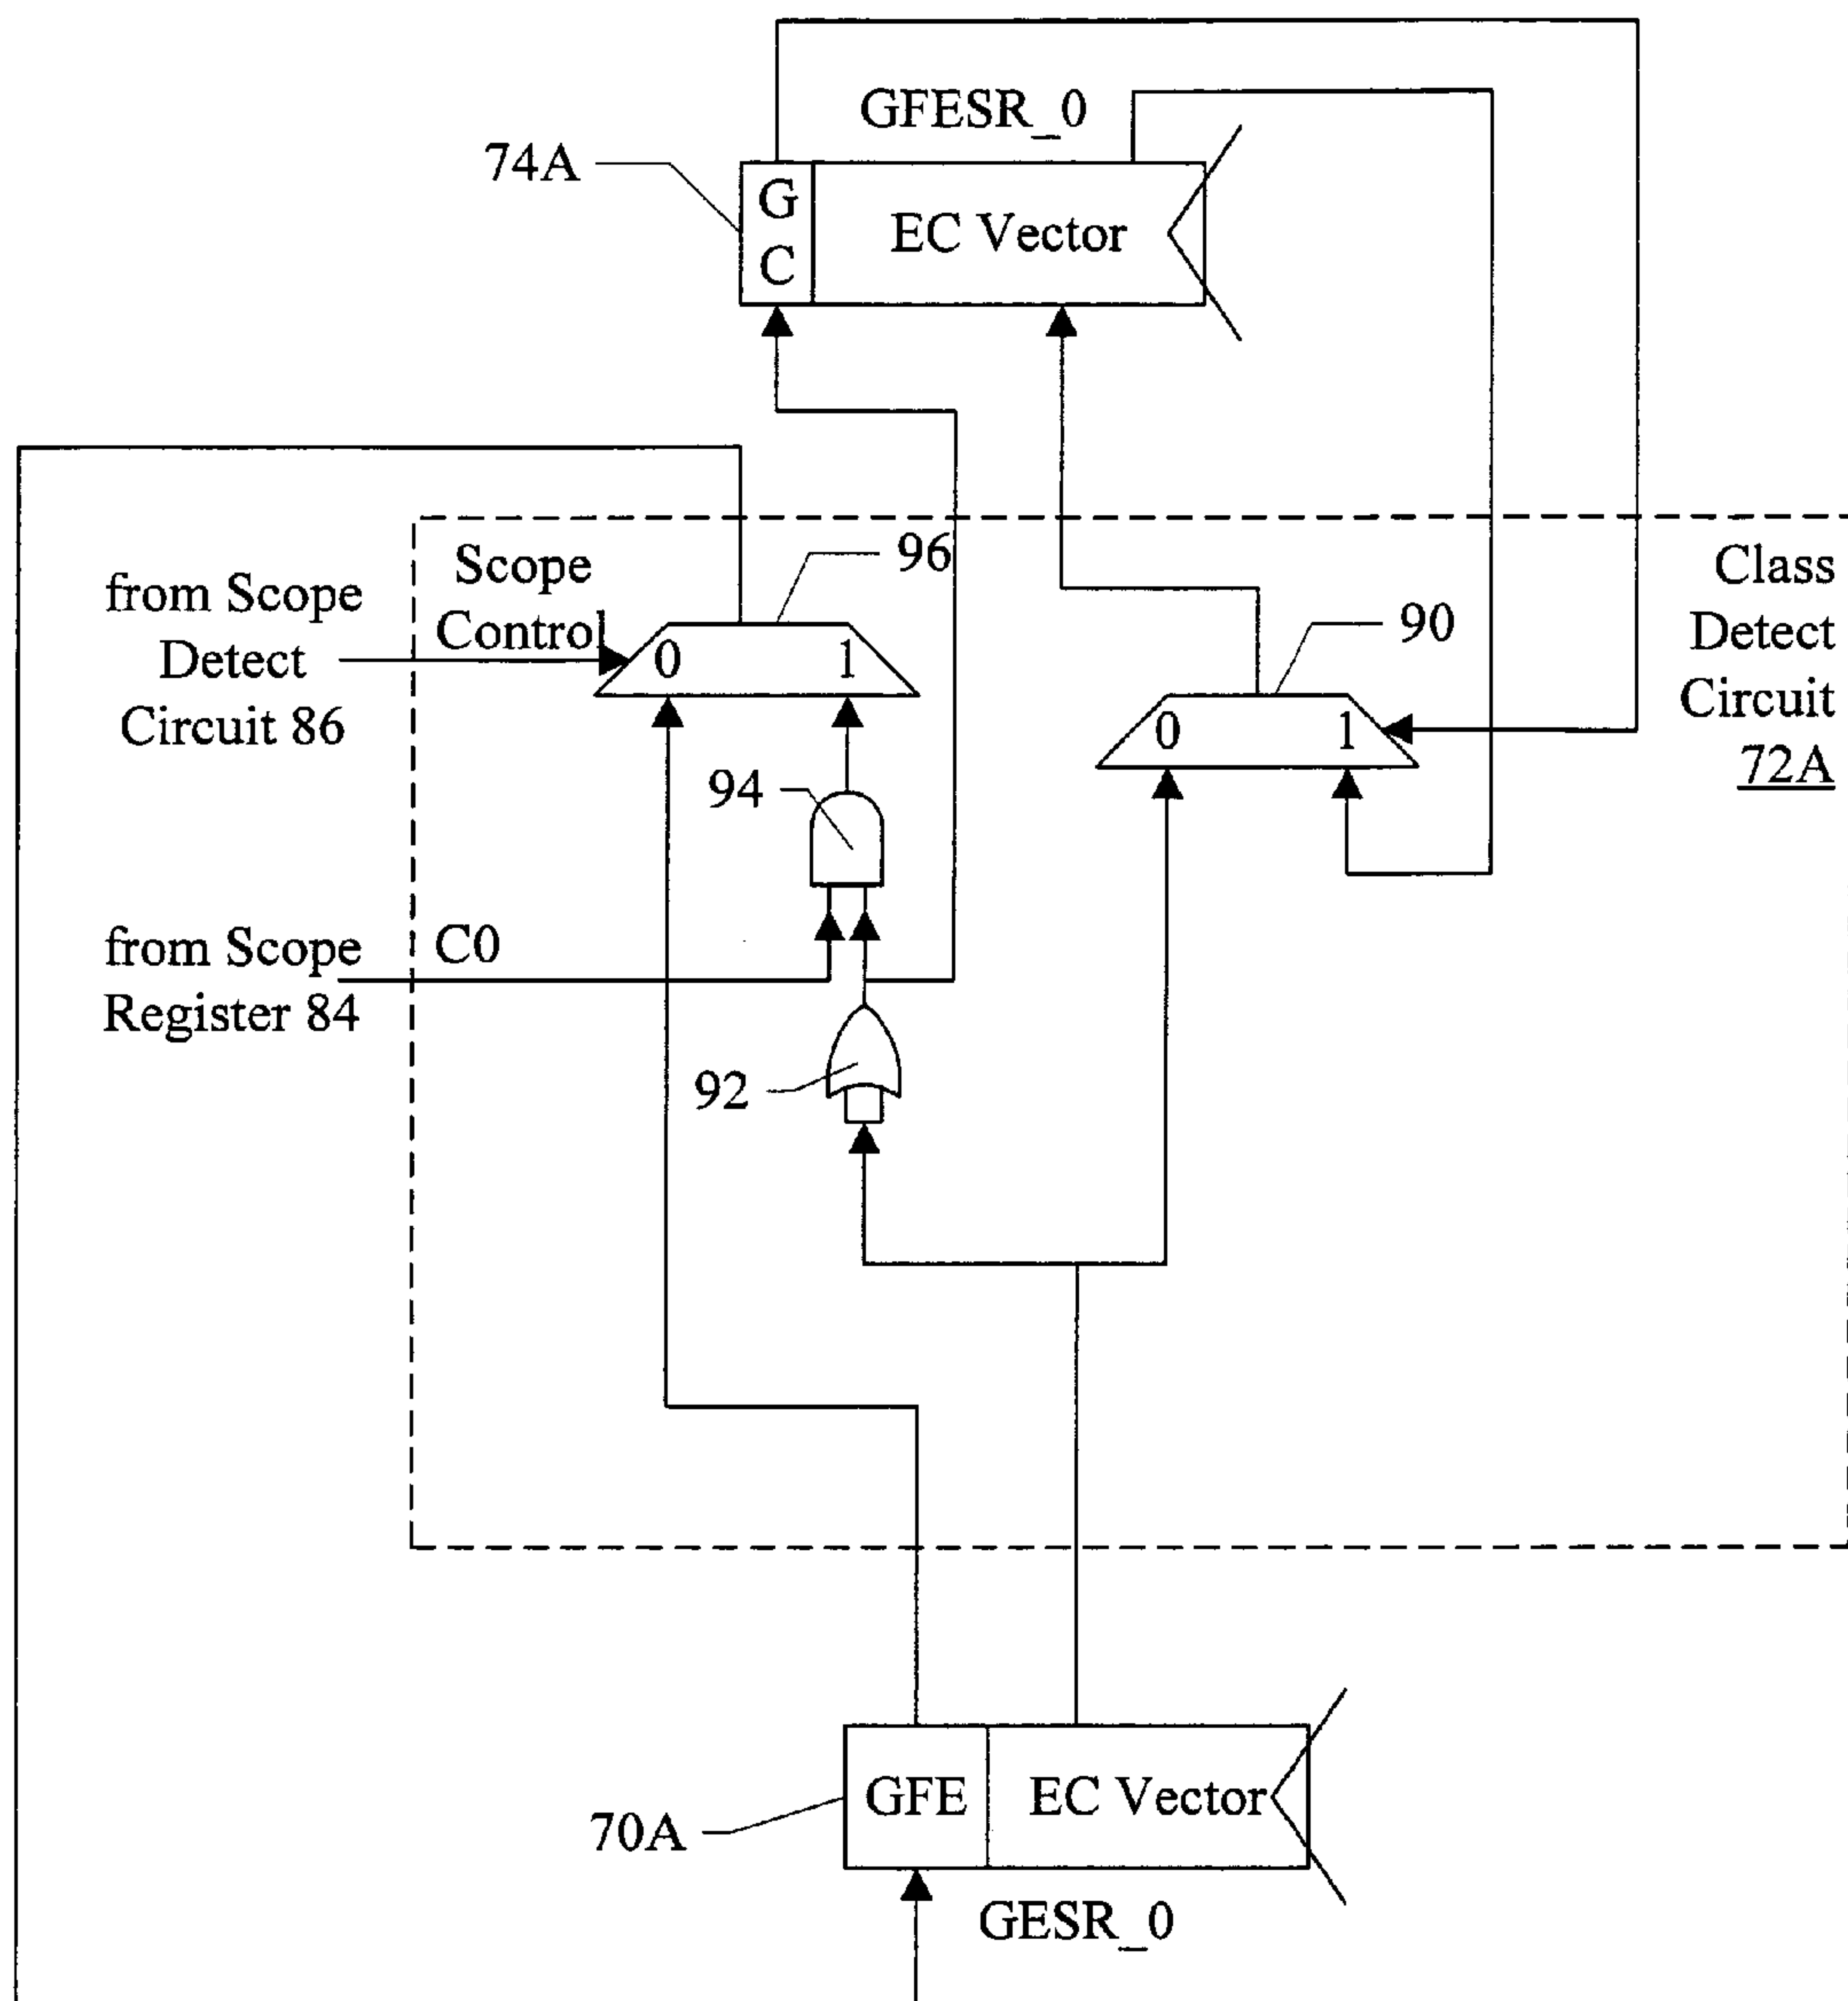 GFESR_0
74A
G
C
EC Vector
from Scope
Detect
Circuit 86
Scope
Control
0
1
96
0
1
90
Class
Detect
Circuit
72A
94
from Scope
Register 84
C0
92
GFE
EC Vector
70A
GESR_0